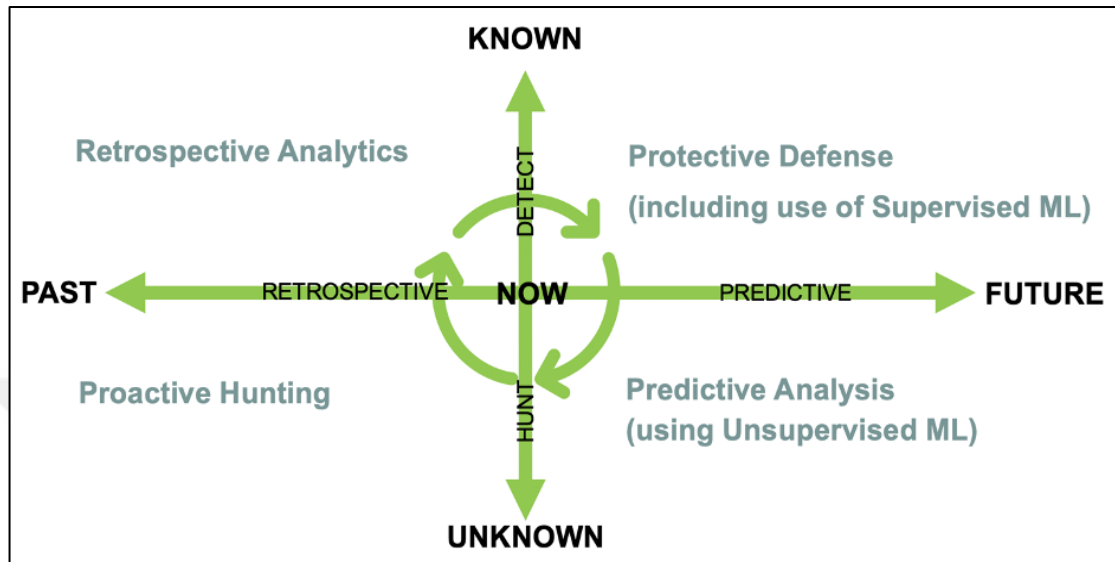 KNOWN
Retrospective Analytics
DETECT
Protective Defense
(including use of Supervised ML)
PAST
RETROSPECTIVE
NOW
PREDICTIVE
FUTURE
Proactive Hunting
HUNT
Predictive Analysis
(using Unsupervised ML)
UNKNOWN